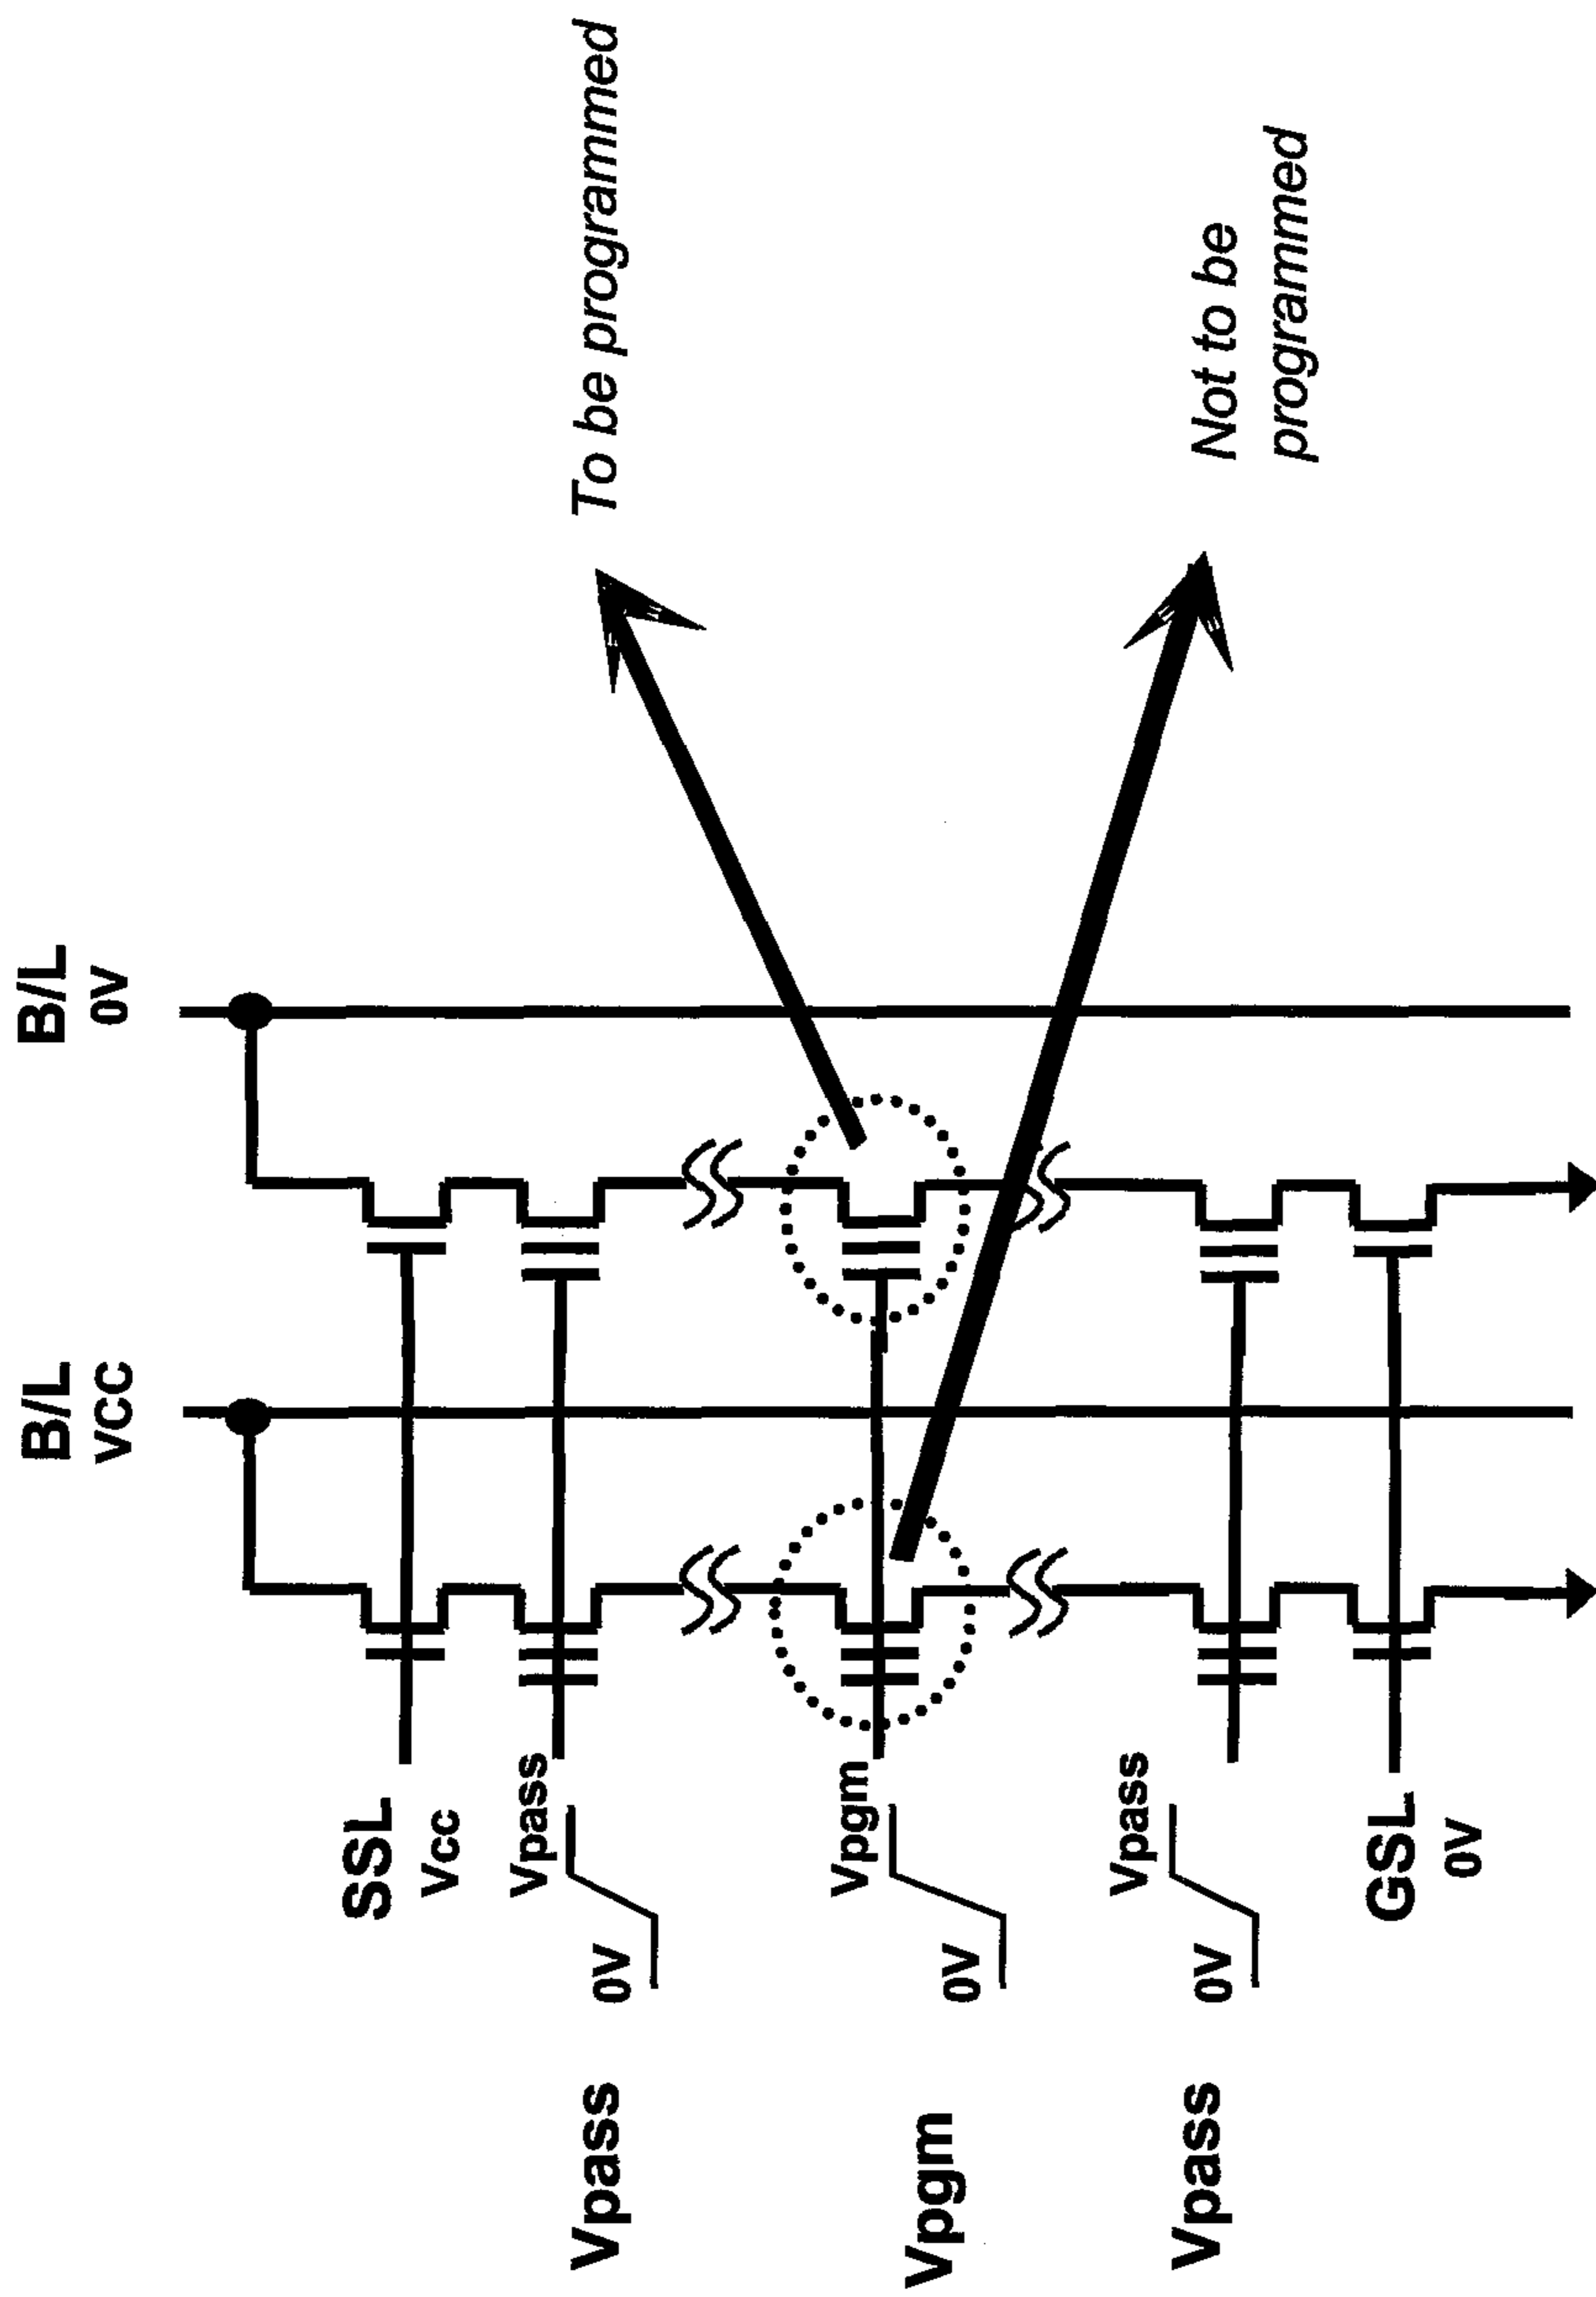 B/L
VCC
B/L
0V
SSL
Vcc
Vpass
Vpass
0V
To be programmed
Vpgm
Vpgm
0V
Vpass
Vpass
0V
Not to be
programmed
GSL
0V